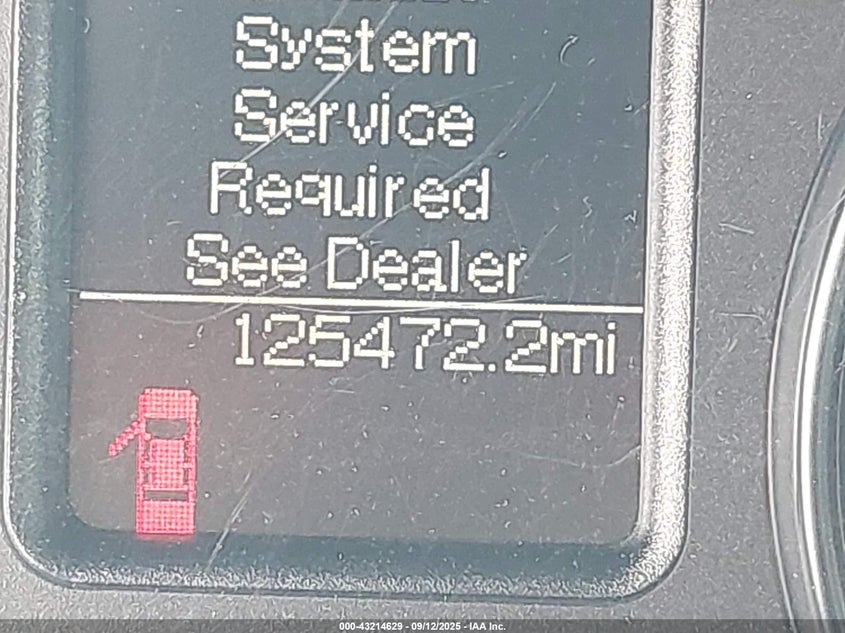 System
Service
Required
See Dealer
125472.2mi
000-43214629 - 09/12/2025 - IAA Inc.